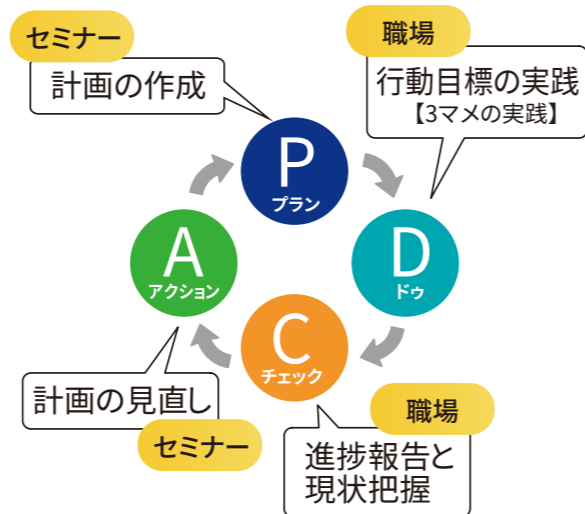 セミナー
計画の作成
職場
行動目標の実践
【3マメの実践】
P
プラン
D
ドゥ
C
チェック
A
アクション
計画の見直し
セミナー
職場
進捗報告と
現状把握